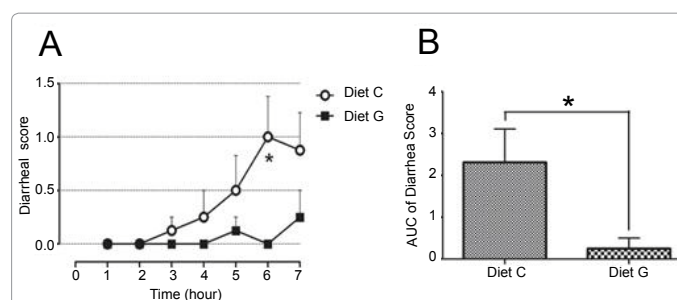 A
Diarrheal score
1.5
1.0
0.5
0.0
0 1 2 3 4 5 6 7
Time (hour)
*
Diet C
Diet G
B
AUC of Diarrhea Score
4
3
2
1
0
*
Diet C Diet G